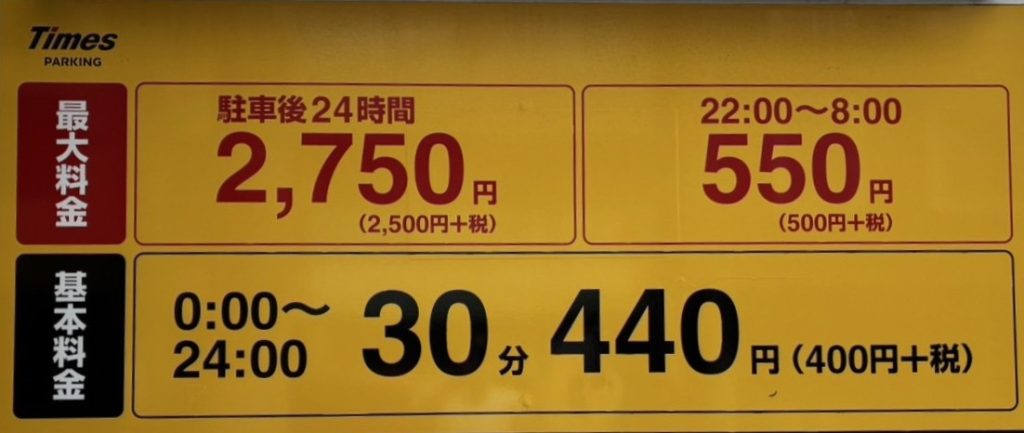 Times
PARKING
最大料金
駐車後24時間
2,750円
(2,500円+税)
22:00〜8:00
550円
(500円+税)
基本料金
0:00〜
24:00
30分 440円(400円+税)